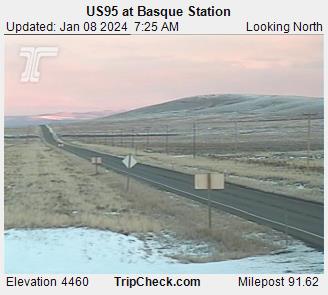 US95 at Basque Station
Updated: Jan 08 2024 7:25 AM Looking North
Elevation 4460 TripCheck.com Milepost 91.62